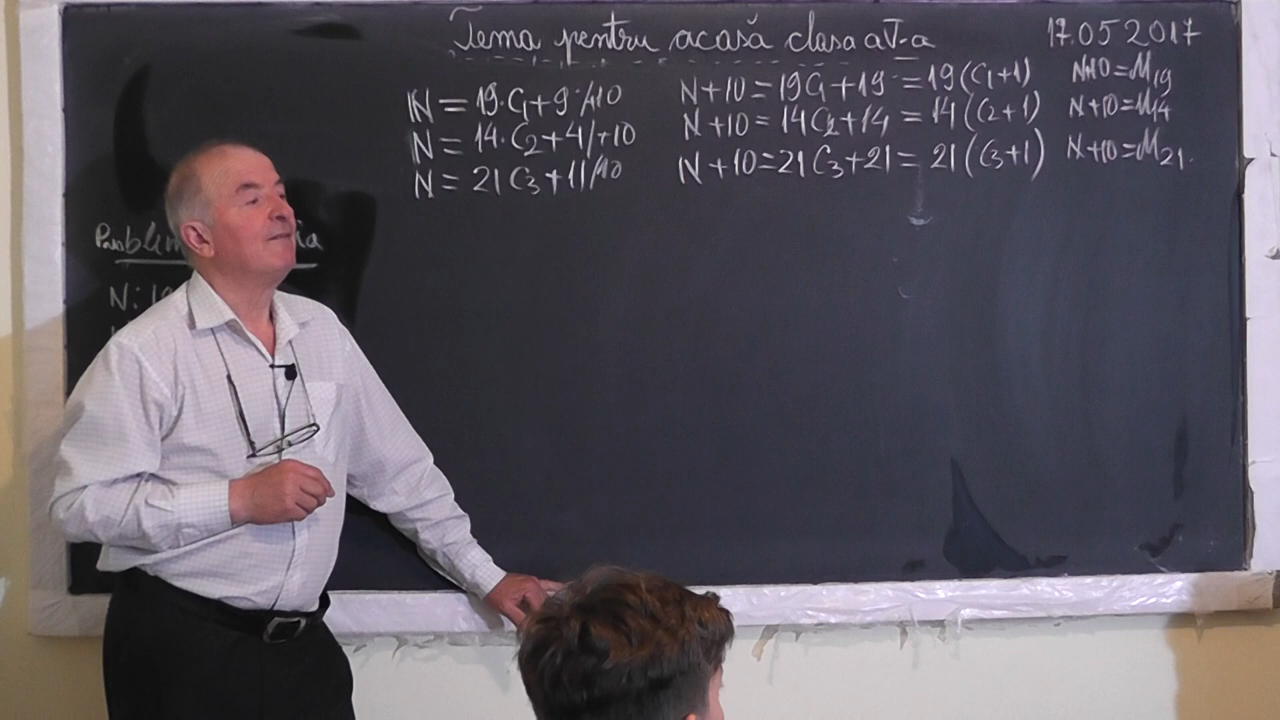 Tema pentru acasă clasa a V-a 17.05 2017
N = 19·C₁+9 /+10 N+10 = 19C₁+19 = 19(C₁+1) N+10=M₁₉
N = 14·C₂+4/+10 N+10 = 14C₂+14 = 14(C₂+1) N+10=M₁₄
N = 21C₃+11/+10 N+10=21C₃+21= 21(C₃+1) N+10=M₂₁.
N: